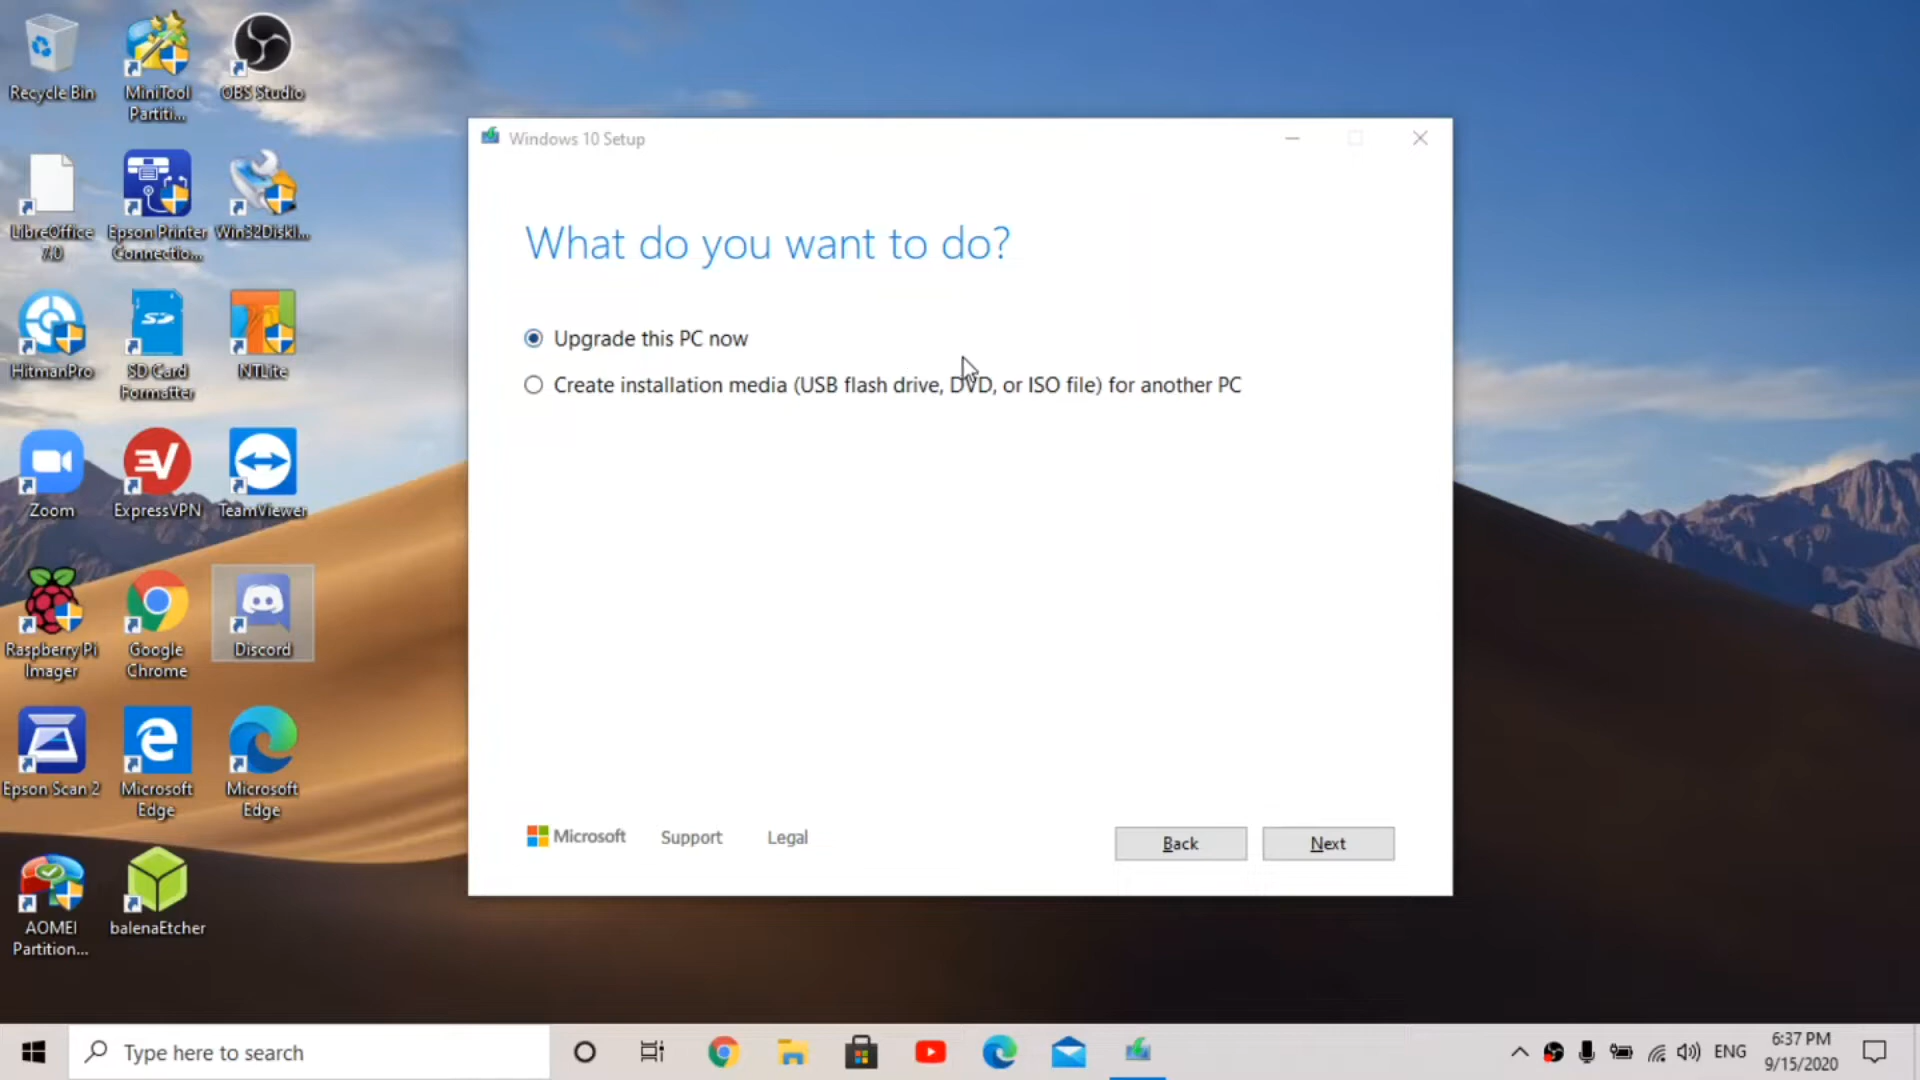 Recycle Bin
MiniTool
Partiti...
OBS Studio
LibreOffice
7.0
Epson Printer
Connectio...
Win32DiskI...
HitmanPro
SD Card
Formatter
NTLite
Zoom
ExpressVPN
TeamViewer
Raspberry Pi
Imager
Google
Chrome
Discord
Epson Scan 2
Microsoft
Edge
Microsoft
Edge
AOMEI
Partition...
balenaEtcher
Windows 10 Setup
What do you want to do?
Upgrade this PC now
Create installation media (USB flash drive, DVD, or ISO file) for another PC
Microsoft
Support
Legal
Back
Next
Type here to search
ENG
6:37 PM
9/15/2020